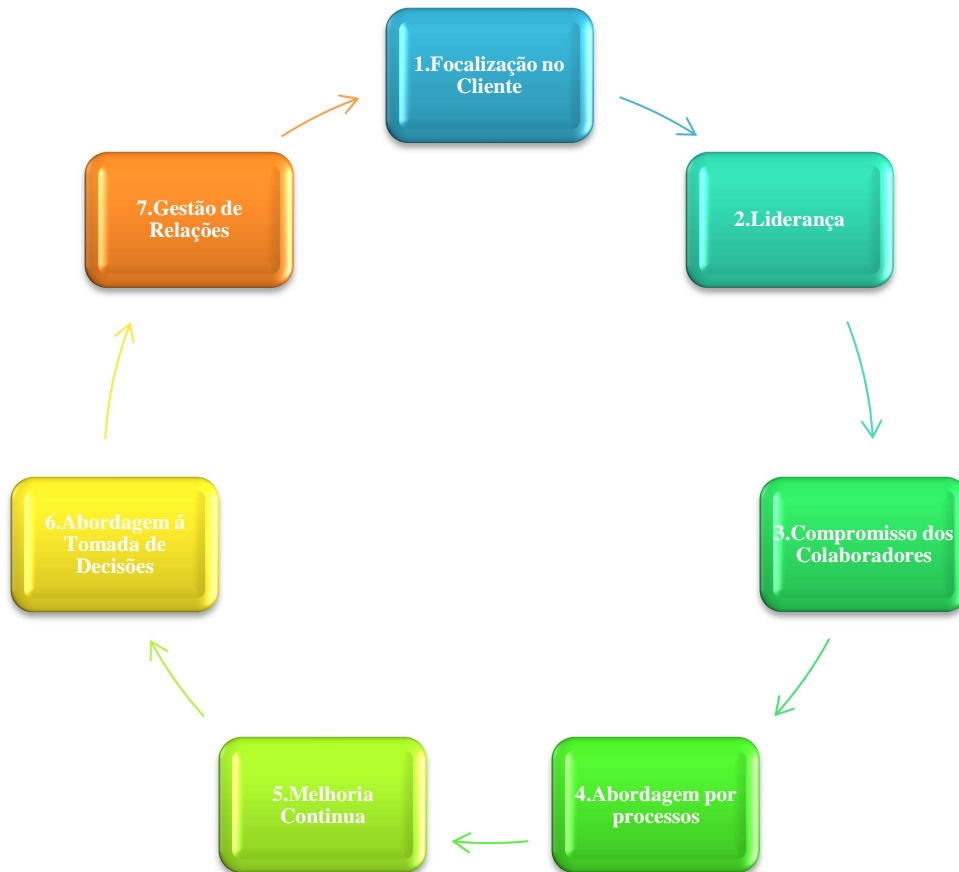 1.Focalização no
Cliente
2.Liderança
3.Compromisso dos
Colaboradores
4.Abordagem por
processos
5.Melhoria
Continua
6.Abordagem á
Tomada de
Decisões
7.Gestão de
Relações